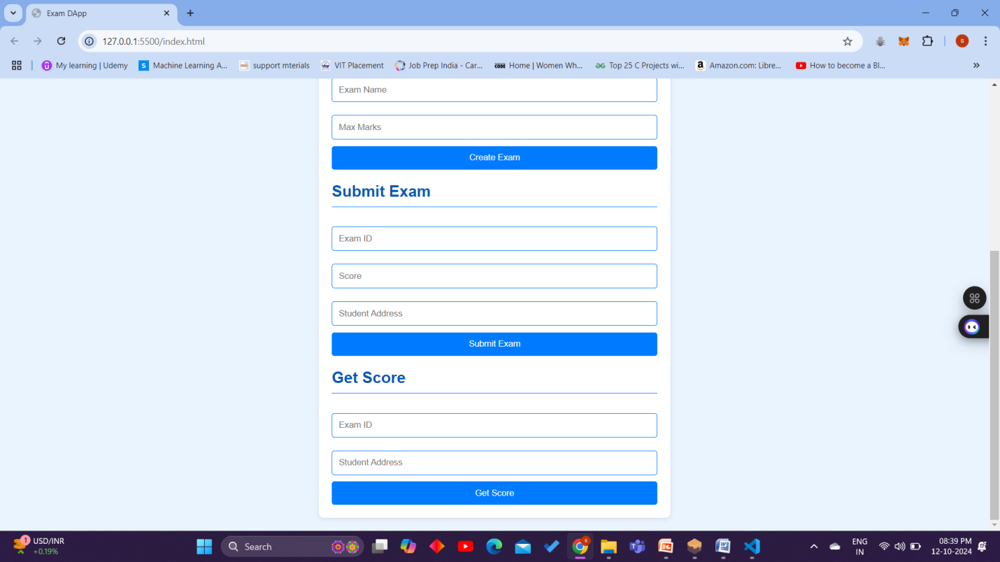 Exam DApp
127.0.0.1:5500/index.html
S
My learning | Udemy
S
Machine Learning A...
support mterials
VIT Placement
Job Prep India - Car...
CODE
Home | Women Wh...
Top 25 C Projects wi...
Amazon.com: Libre...
How to become a Bl...
Exam Name
Max Marks
Create Exam
Submit Exam
Exam ID
Score
Student Address
Submit Exam
Get Score
Exam ID
Student Address
Get Score
1
USD/INR
+0.19%
Search
ENG
IN
08:39 PM
12-10-2024